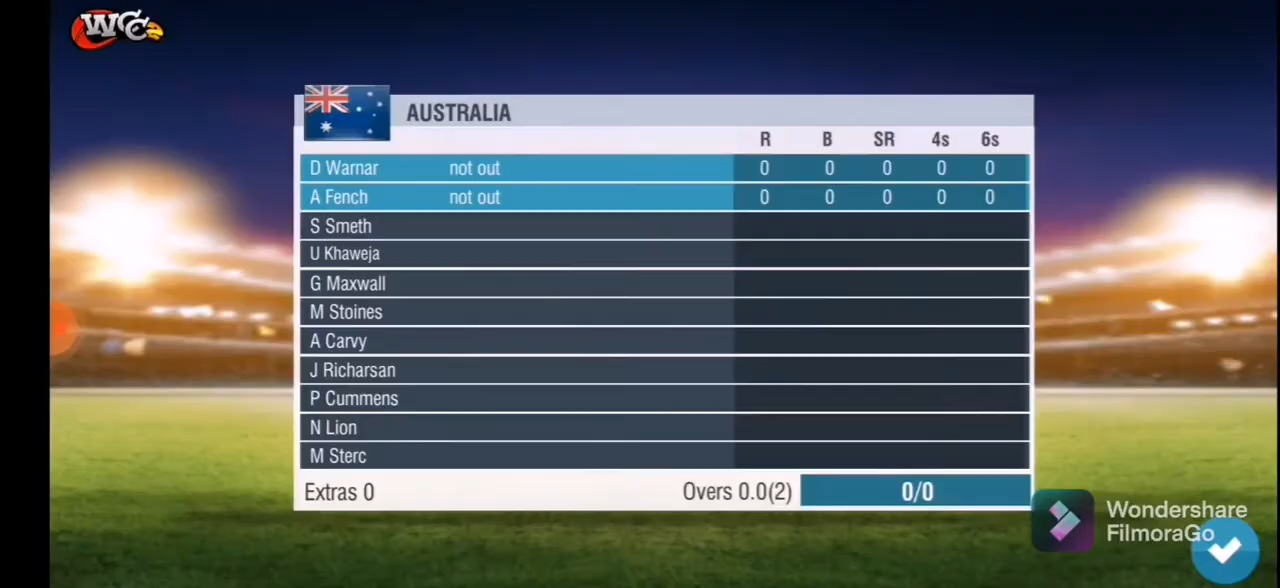 WCC2
AUSTRALIA
R B SR 4s 6s
D Warnar not out 0 0 0 0 0
A Fench not out 0 0 0 0 0
S Smeth
U Khaweja
G Maxwall
M Stoines
A Carvy
J Richarsan
P Cummens
N Lion
M Sterc
Extras 0 Overs 0.0(2) 0/0
Wondershare
FilmoraGo